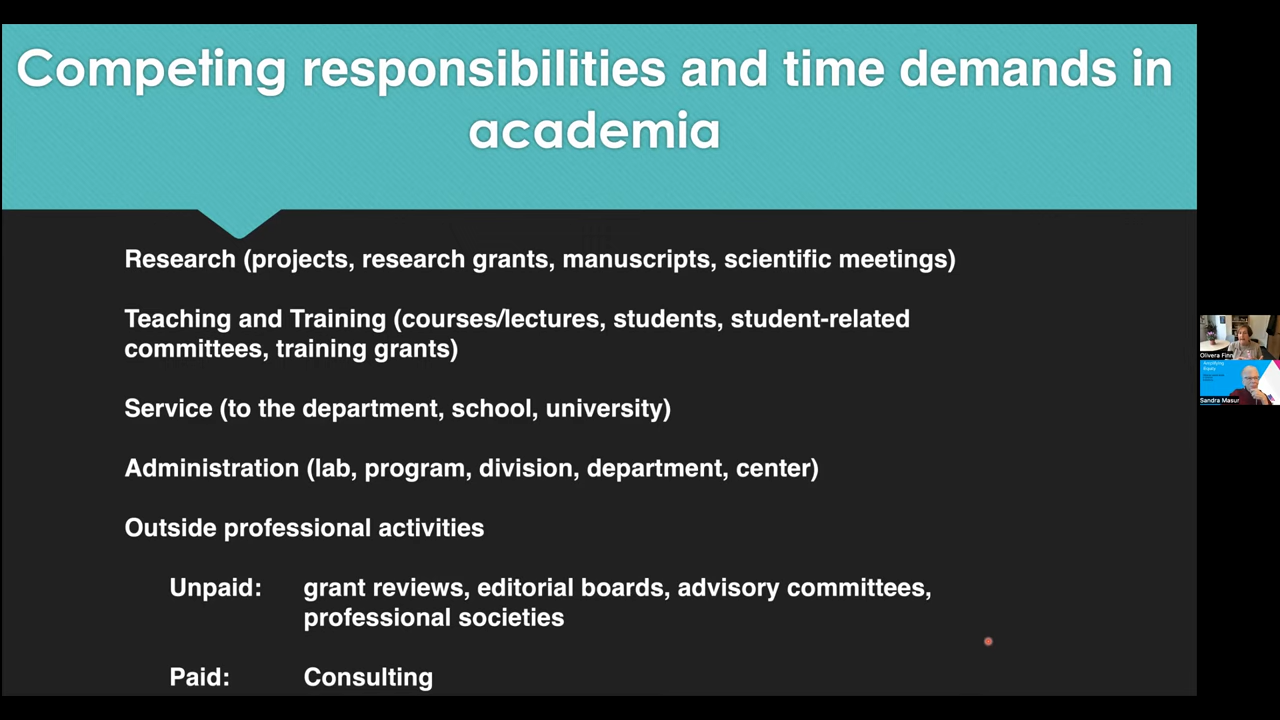 Competing responsibilities and time demands in
academia
Research (projects, research grants, manuscripts, scientific meetings)
Teaching and Training (courses/lectures, students, student-related
committees, training grants)
Service (to the department, school, university)
Administration (lab, program, division, department, center)
Outside professional activities
Unpaid: grant reviews, editorial boards, advisory committees,
professional societies
Paid: Consulting
Olivera Finn
Amplifying
Equity
Sandra Masur